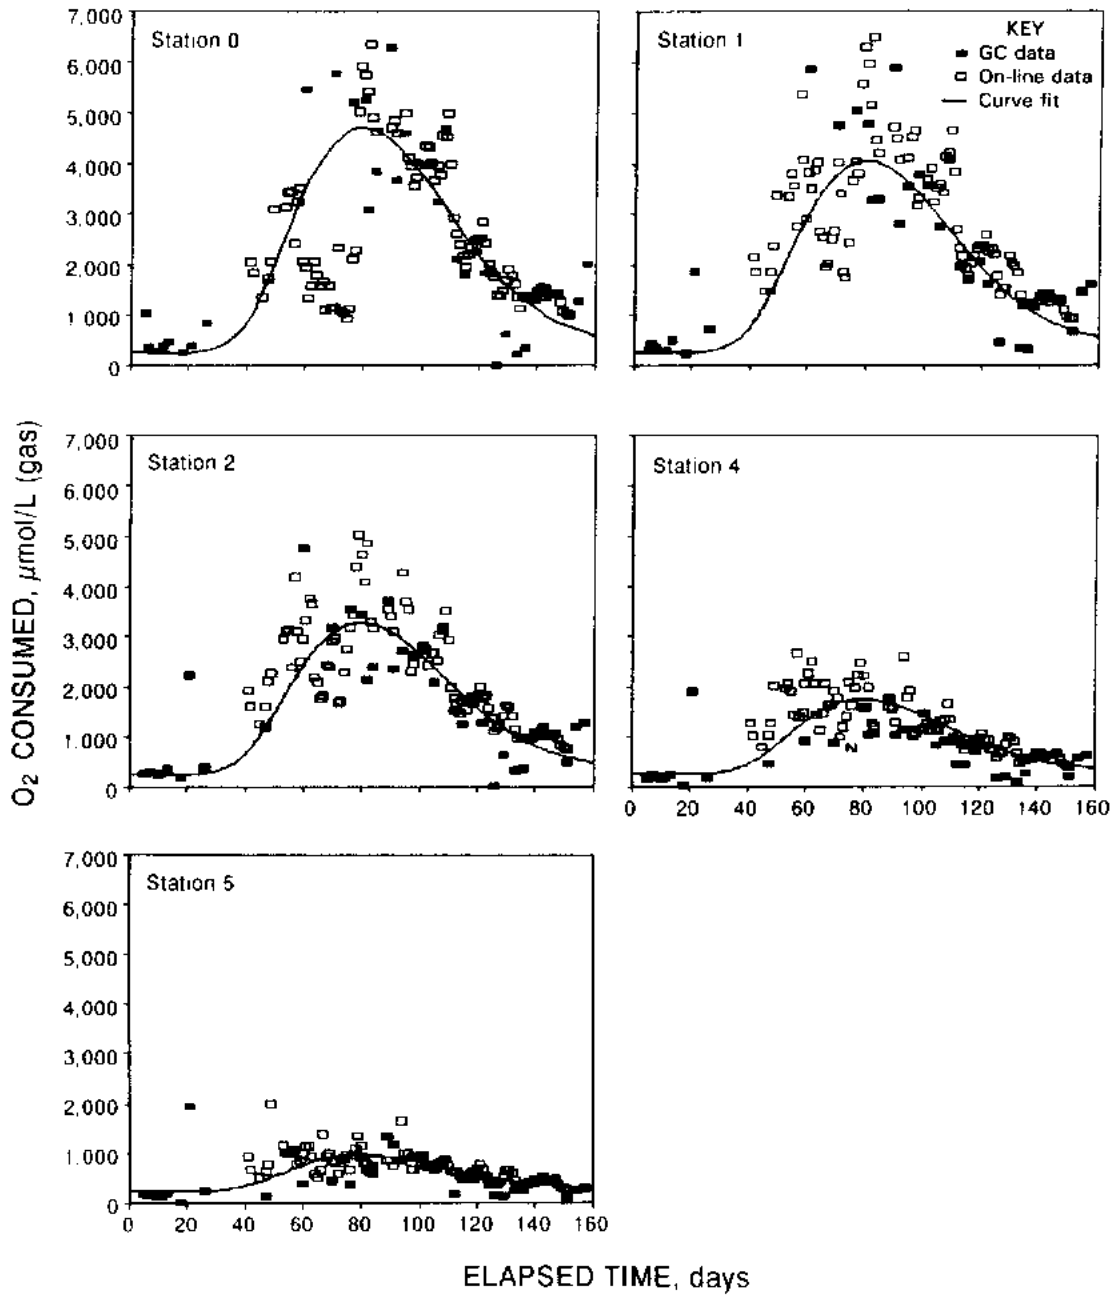 7,000
6,000
5,000
4,000
3,000
2,000
1 000
0
Station 0
Station 1
KEY
GC data
On-line data
Curve fit
7,000
6,000
5,000
4,000
3,000
2,000
1.000
0
Station 2
Station 4
0 20 40 60 80 100 120 140 160
7,000
6,000
5,000
4,000
3,000
2,000
1.000
0
Station 5
0 20 40 60 80 100 120 140 160
O2 CONSUMED, μmol/L (gas)
ELAPSED TIME, days